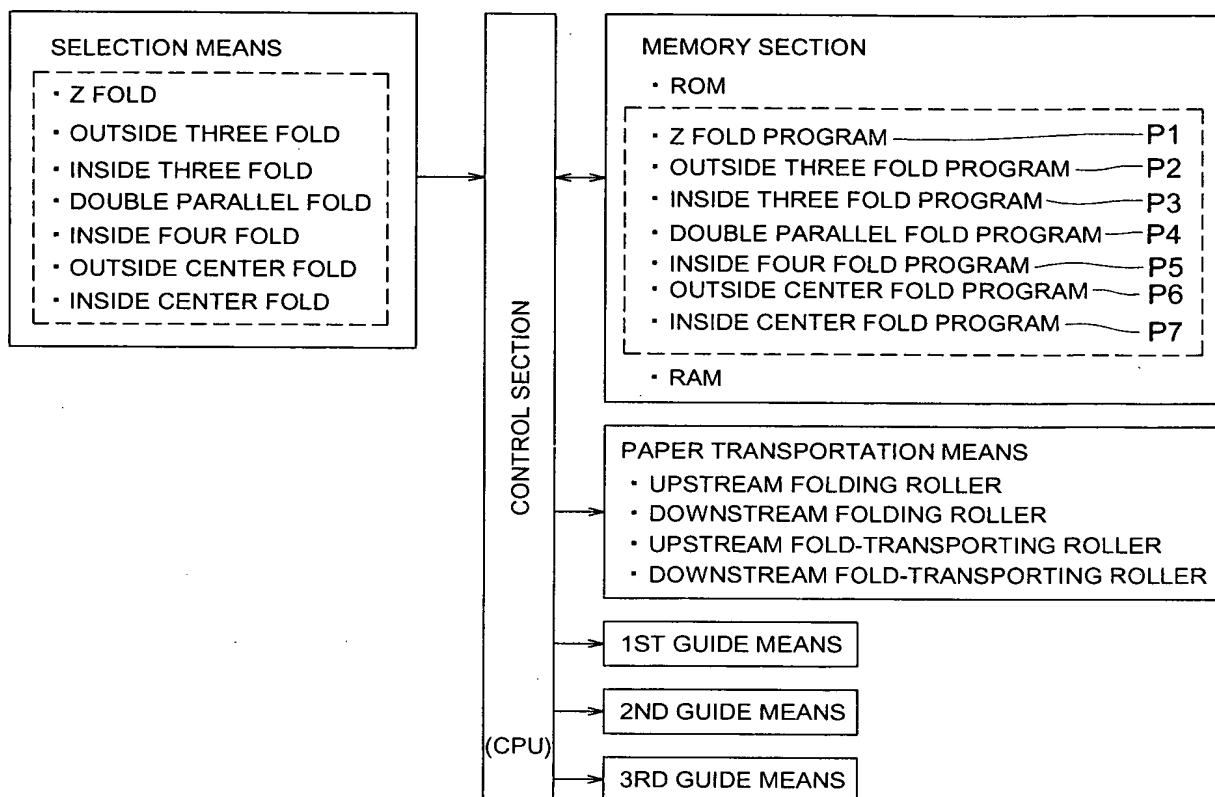 SELECTION MEANS
・Z FOLD
・OUTSIDE THREE FOLD
・INSIDE THREE FOLD
・DOUBLE PARALLEL FOLD
・INSIDE FOUR FOLD
・OUTSIDE CENTER FOLD
・INSIDE CENTER FOLD
CONTROL SECTION
(CPU)
MEMORY SECTION
・ROM
・Z FOLD PROGRAM P1
・OUTSIDE THREE FOLD PROGRAM P2
・INSIDE THREE FOLD PROGRAM P3
・DOUBLE PARALLEL FOLD PROGRAM P4
・INSIDE FOUR FOLD PROGRAM P5
・OUTSIDE CENTER FOLD PROGRAM P6
・INSIDE CENTER FOLD PROGRAM P7
・RAM
PAPER TRANSPORTATION MEANS
・UPSTREAM FOLDING ROLLER
・DOWNSTREAM FOLDING ROLLER
・UPSTREAM FOLD-TRANSPORTING ROLLER
・DOWNSTREAM FOLD-TRANSPORTING ROLLER
1ST GUIDE MEANS
2ND GUIDE MEANS
3RD GUIDE MEANS